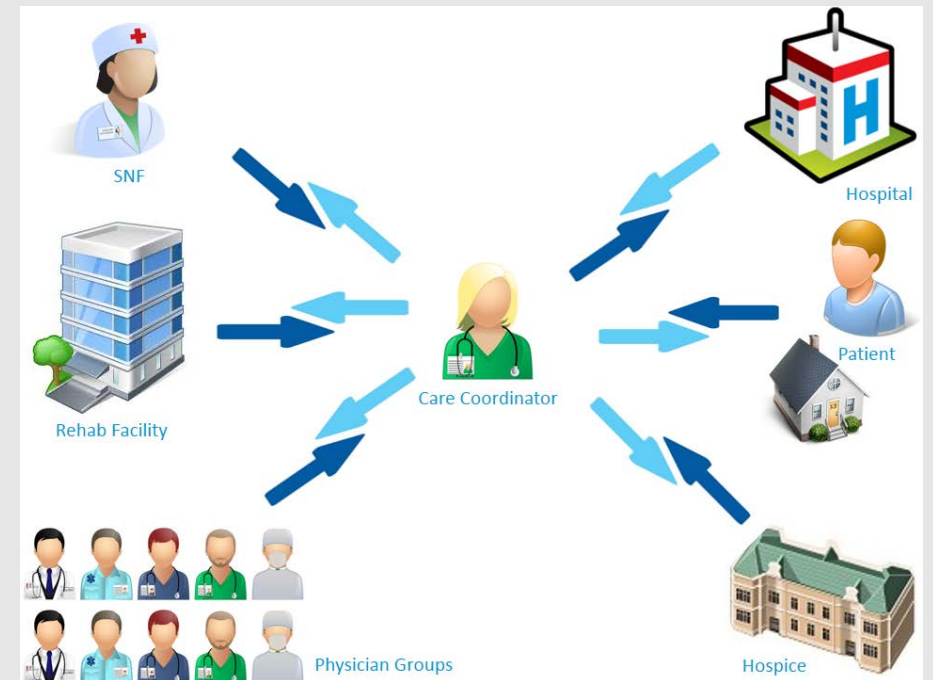 SNF
Hospital
H
Patient
Care Coordinator
Rehab Facility
Physician Groups
Hospice